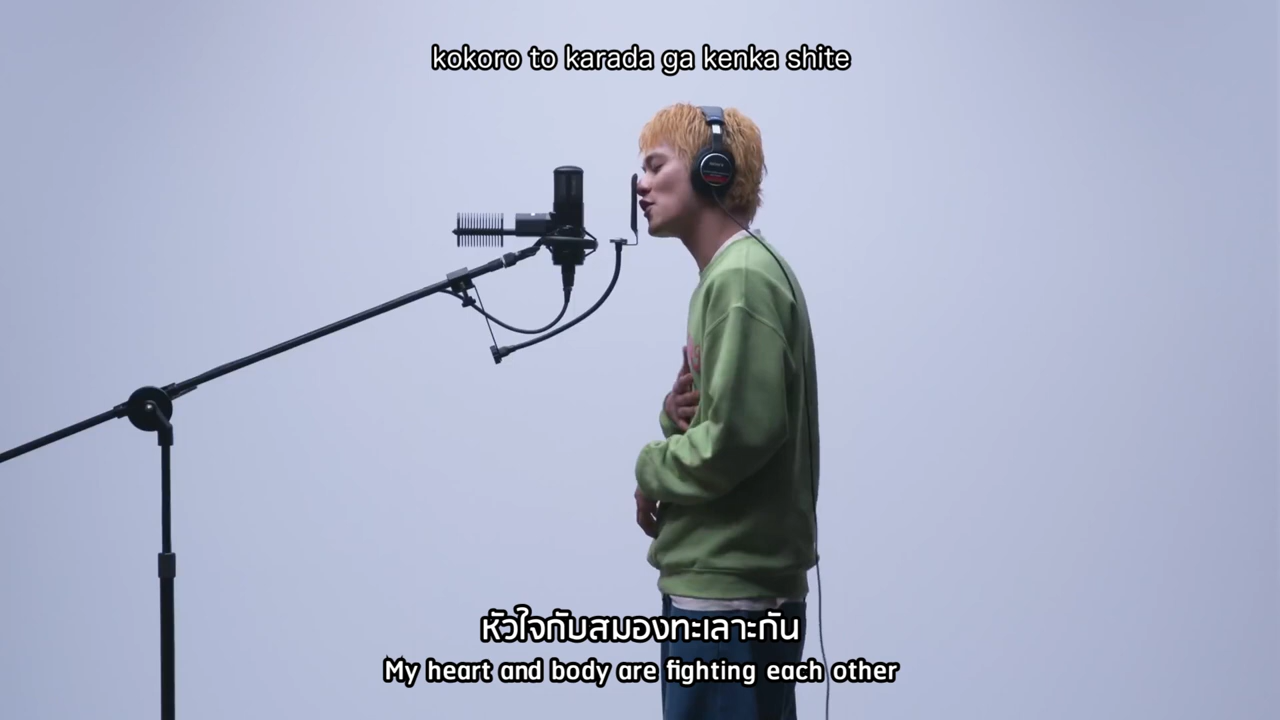 kokoro to karada ga kenka shite
หัวใจกับสมองทะเลาะกัน
My heart and body are fighting each other